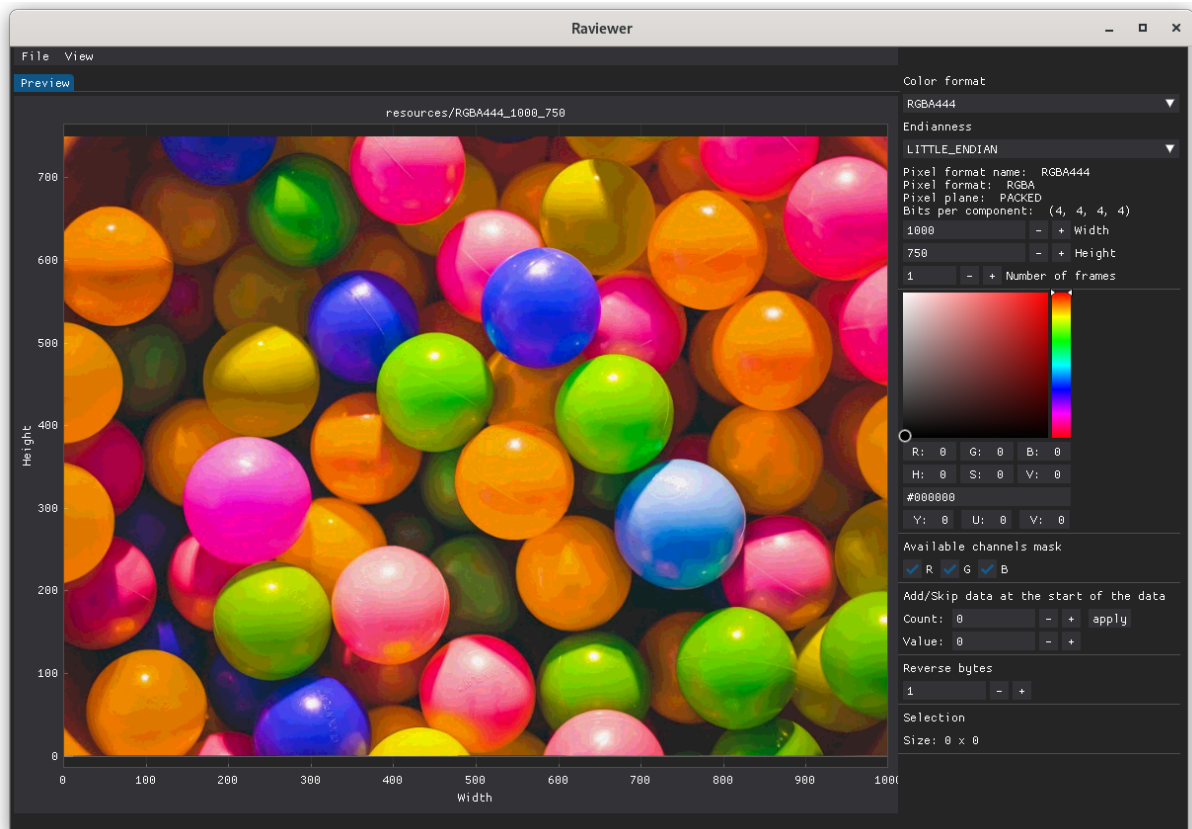 Raviewer
File View
Preview
resources/RGBA444_1000_750
700
600
500
400
300
200
100
0
Height
0 100 200 300 400 500 600 700 800 900 1000
Width
Color format
RGBA444
Endianness
LITTLE_ENDIAN
Pixel format name: RGBA444
Pixel format: RGBA
Pixel plane: PACKED
Bits per component: (4, 4, 4, 4)
1000 - + Width
750 - + Height
1 - + Number of frames
R: 0 G: 0 B: 0
H: 0 S: 0 V: 0
#000000
Y: 0 U: 0 V: 0
Available channels mask
R G B
Add/Skip data at the start of the data
Count: 0 - + apply
Value: 0 - +
Reverse bytes
1 - +
Selection
Size: 0 x 0